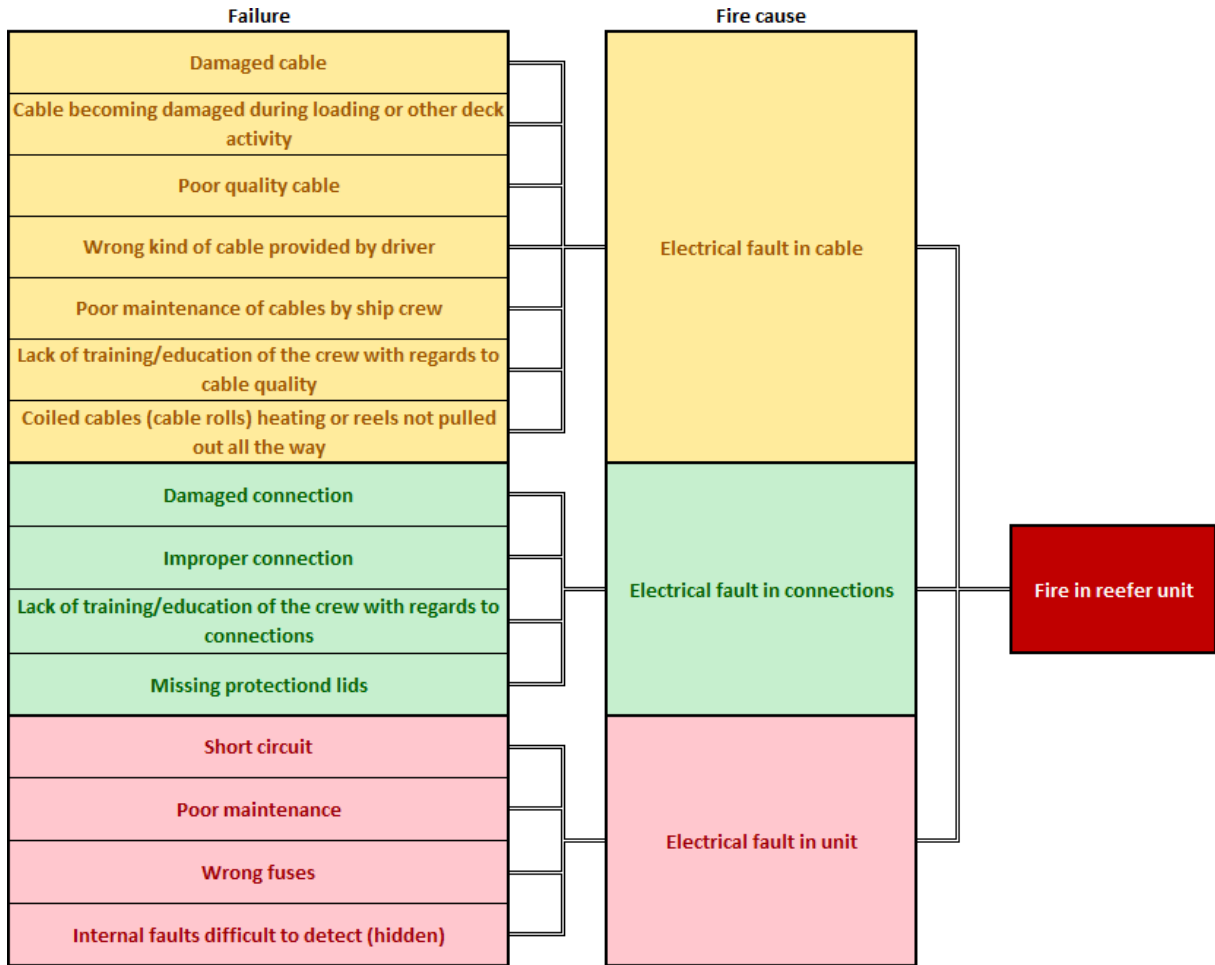 Failure
Fire cause
Damaged cable
Cable becoming damaged during loading or other deck
activity
Poor quality cable
Wrong kind of cable provided by driver
Poor maintenance of cables by ship crew
Lack of training/education of the crew with regards to
cable quality
Coiled cables (cable rolls) heating or reels not pulled
out all the way
Electrical fault in cable
Damaged connection
Improper connection
Lack of training/education of the crew with regards to
connections
Missing protectiond lids
Electrical fault in connections
Short circuit
Poor maintenance
Wrong fuses
Internal faults difficult to detect (hidden)
Electrical fault in unit
Fire in reefer unit